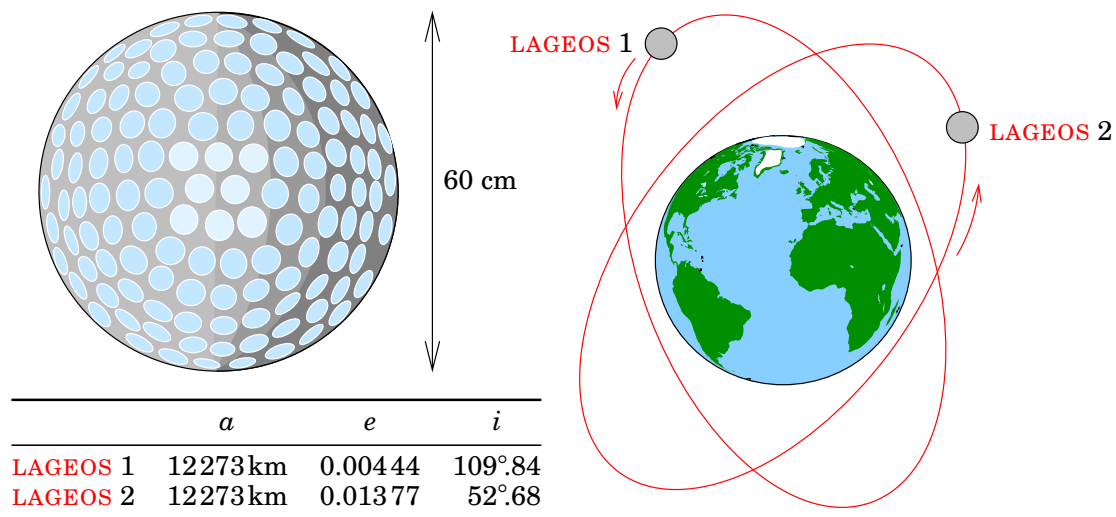 60 cm
LAGEOS 1
LAGEOS 2
a e i
LAGEOS 1 12273 km 0.00444 109°.84
LAGEOS 2 12273 km 0.01377 52°.68